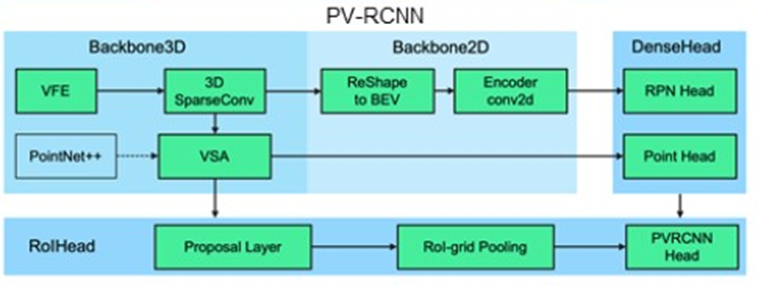 PV-RCNN
Backbone3D
Backbone2D
DenseHead
VFE
3D
SparseConv
ReShape
to BEV
Encoder
conv2d
RPN Head
PointNet++
VSA
Point Head
RoIHead
Proposal Layer
RoI-grid Pooling
PVRCNN
Head